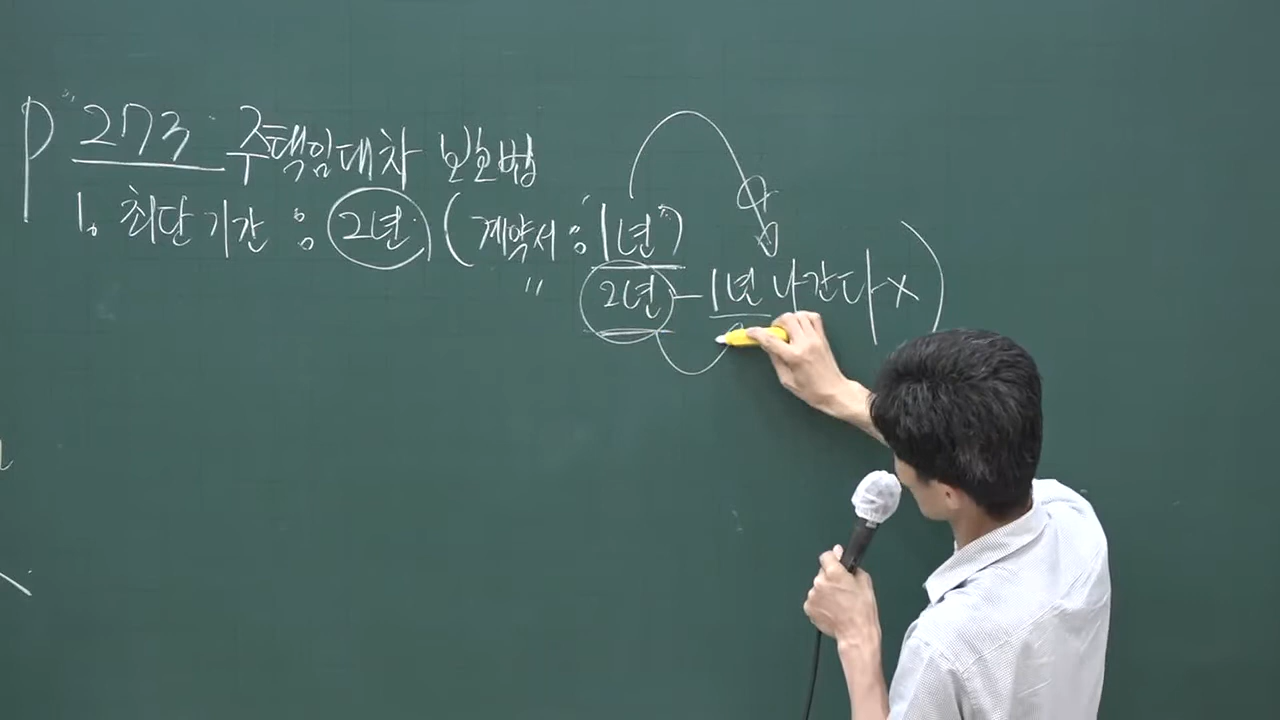 P 273 주택임대차 보호법
1. 최단기간 : 2년 (계약서 : 1년)
" 2년 - 1년 나간다 X )